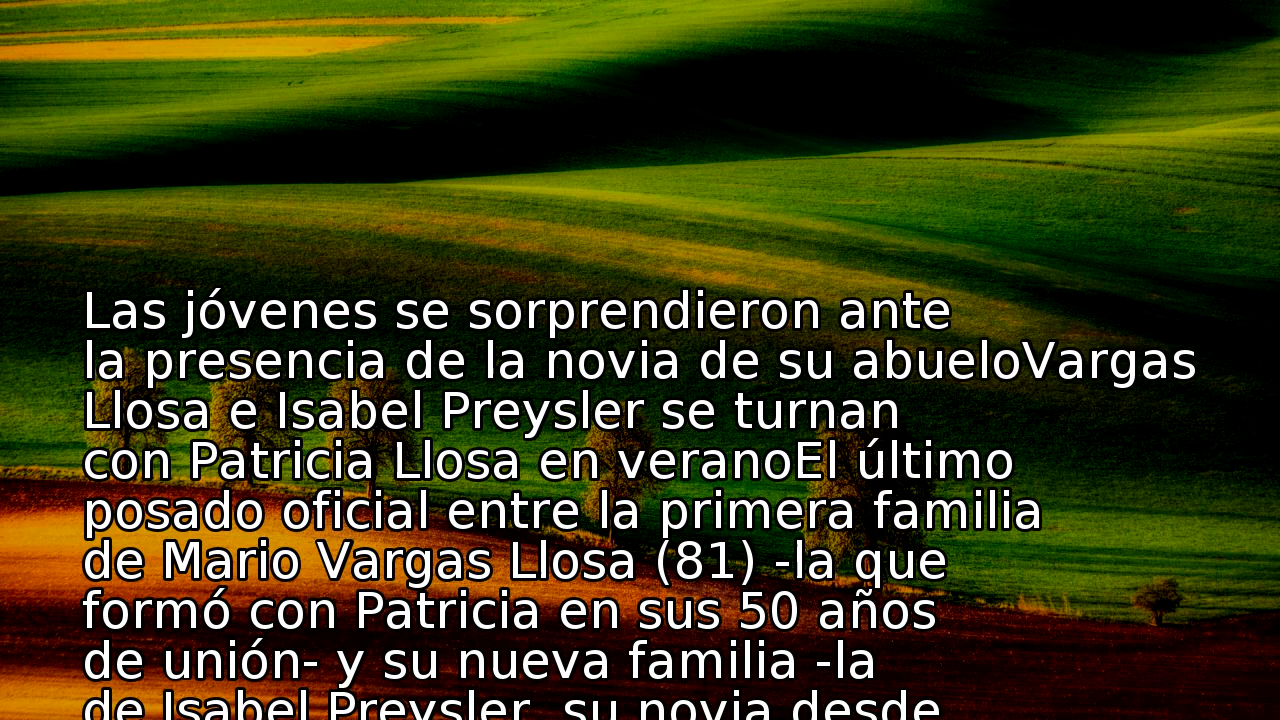 Las jóvenes se sorprendieron ante
la presencia de la novia de su abueloVargas
Llosa e Isabel Preysler se turnan
con Patricia Llosa en veranoEl último
posado oficial entre la primera familia
de Mario Vargas Llosa (81) -la que
formó con Patricia en sus 50 años
de unión- y su nueva familia -la
de Isabel Preysler, su novia desde